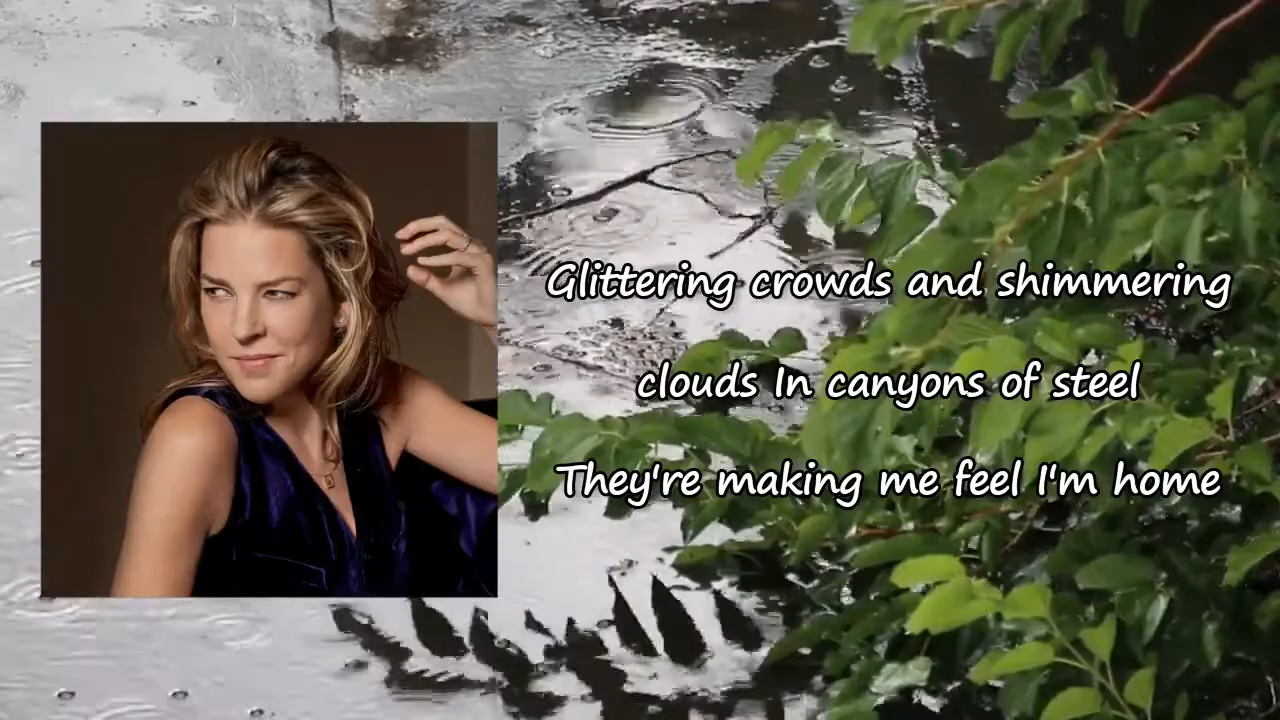 Glittering crowds and shimmering
clouds In canyons of steel
They're making me feel I'm home